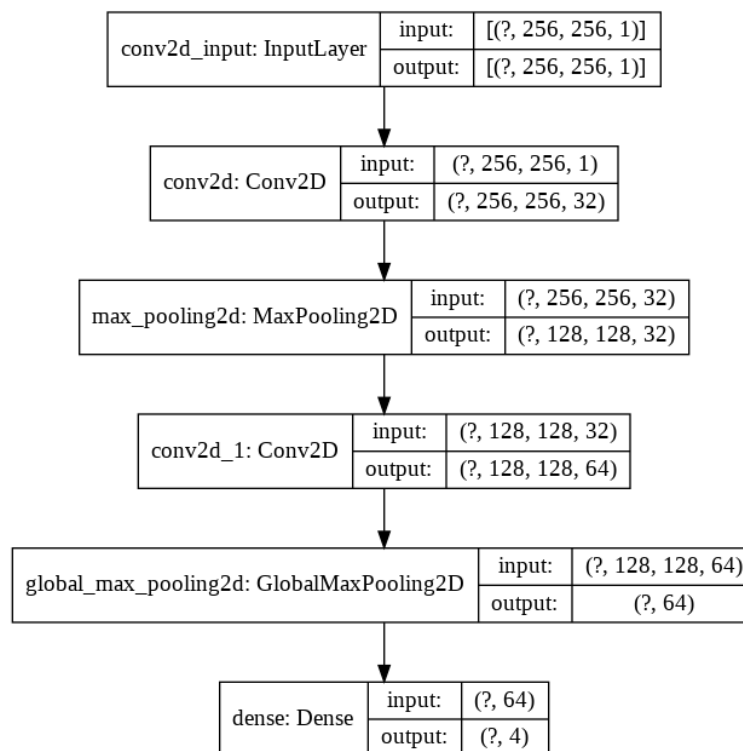 conv2d_input: InputLayer
input: [(?, 256, 256, 1)]
output: [(?, 256, 256, 1)]
conv2d: Conv2D
input: (?, 256, 256, 1)
output: (?, 256, 256, 32)
max_pooling2d: MaxPooling2D
input: (?, 256, 256, 32)
output: (?, 128, 128, 32)
conv2d_1: Conv2D
input: (?, 128, 128, 32)
output: (?, 128, 128, 64)
global_max_pooling2d: GlobalMaxPooling2D
input: (?, 128, 128, 64)
output: (?, 64)
dense: Dense
input: (?, 64)
output: (?, 4)